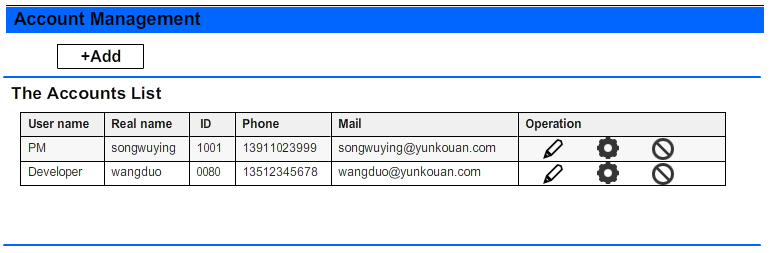 Account Management
+Add
The Accounts List
User name Real name ID Phone Mail Operation
PM songwuying 1001 13911023999 songwuying@yunkouan.com
Developer wangduo 0080 13512345678 wangduo@yunkouan.com